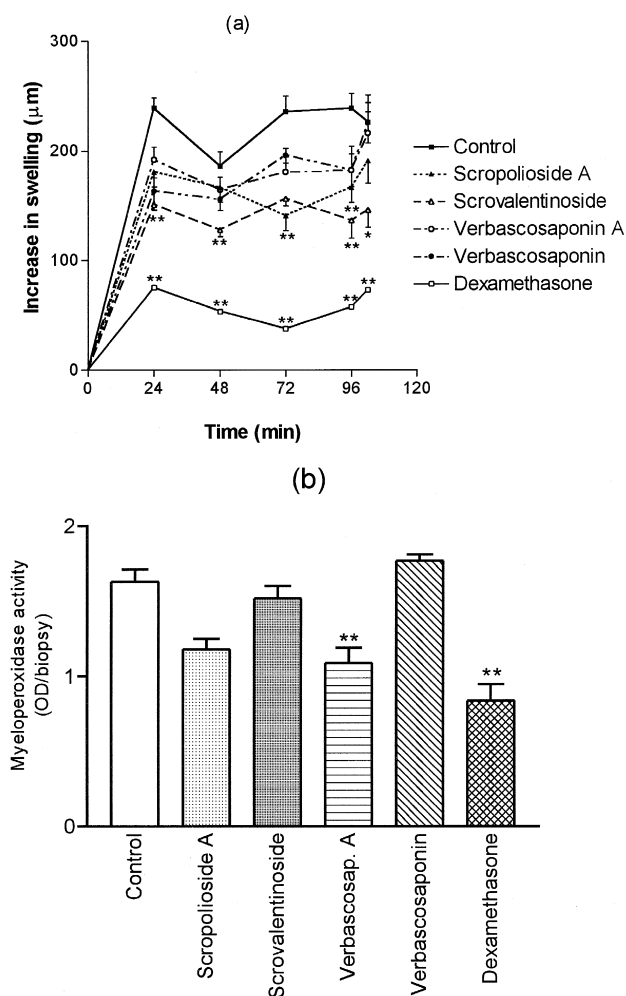 (a)
300
200
100
0
Increase in swelling (μm)
**
**
**
**
**
*
**
**
**
**
**
0 24 48 72 96 120
Time (min)
Control
Scropolioside A
Scrovalentinoside
Verbascosaponin A
Verbascosaponin
Dexamethasone
(b)
2
1
0
Myeloperoxidase activity
(OD/biopsy)
**
**
Control
Scropolioside A
Scrovalentinoside
Verbascosap. A
Verbascosaponin
Dexamethasone